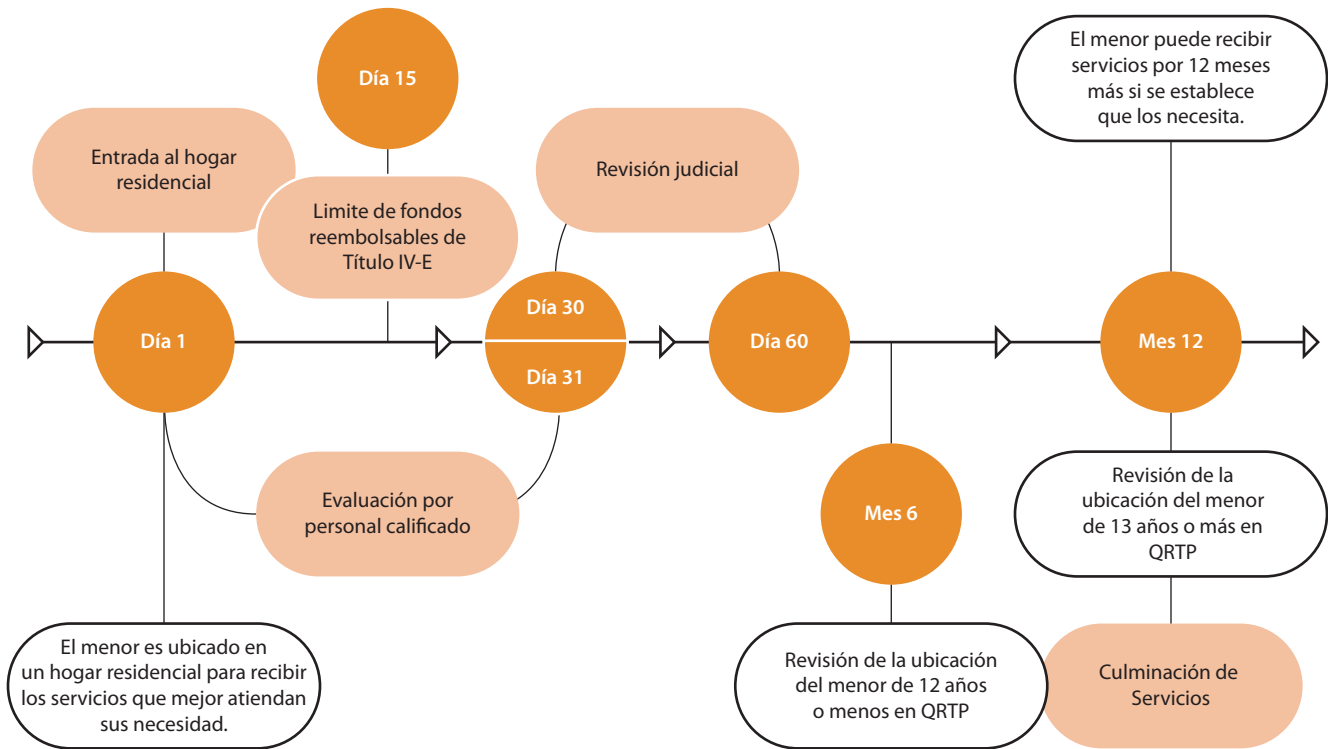 Día 15
El menor puede recibir
servicios por 12 meses
más si se establece
que los necesita.
Entrada al hogar
residencial
Revisión judicial
Limite de fondos
reembolsables de
Título IV-E
Día 1
Día 30
Día 31
Día 60
Mes 12
Evaluación por
personal calificado
Mes 6
Revisión de la
ubicación del menor
de 13 años o más en
QRTP
El menor es ubicado en
un hogar residencial para recibir
los servicios que mejor atiendan
sus necesidad.
Revisión de la ubicación
del menor de 12 años
o menos en QRTP
Culminación de
Servicios